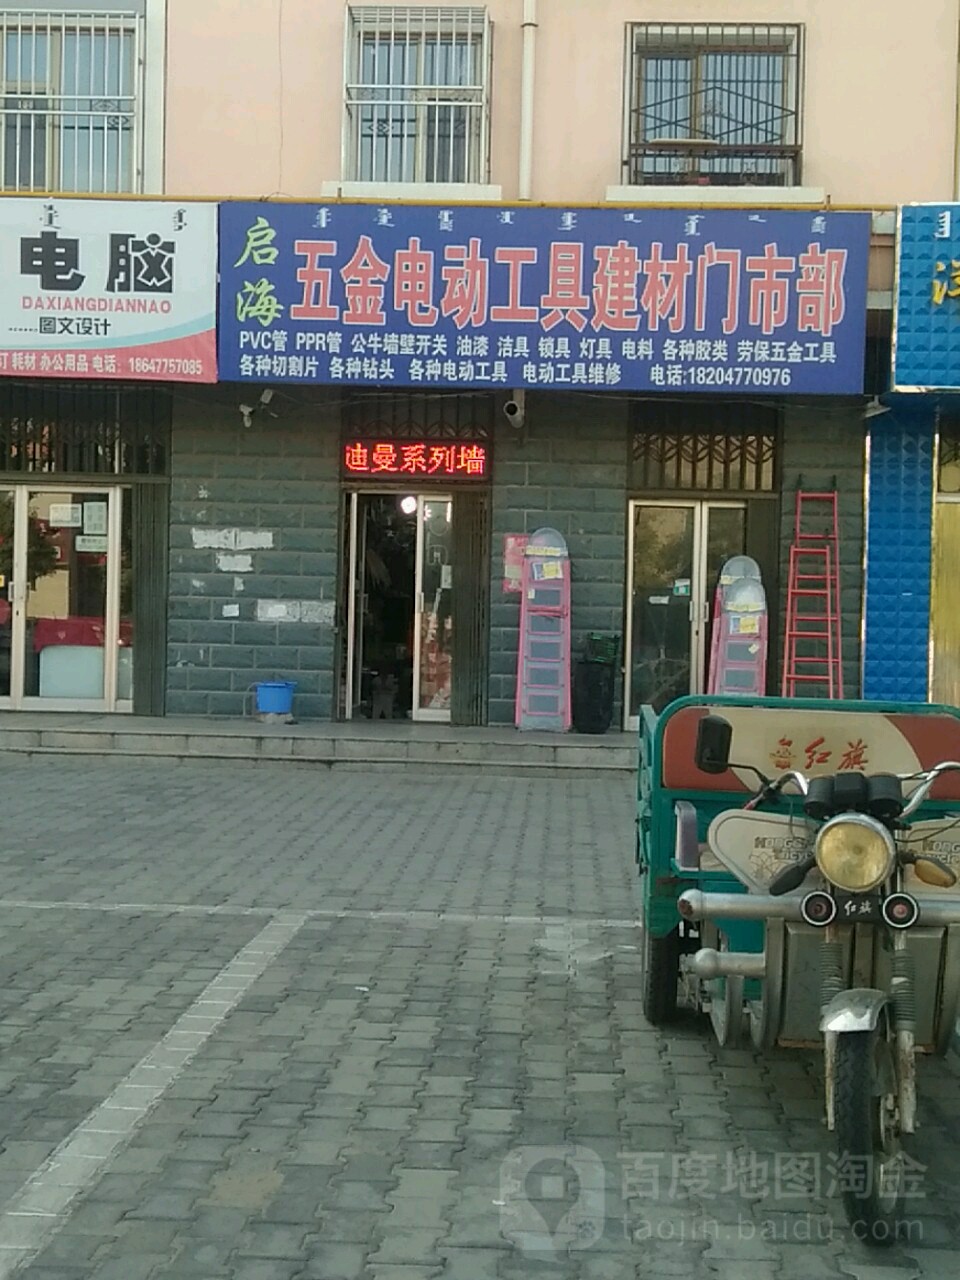 电脑
DAXIANGDIANNAO
......图文设计
订 耗材 办公用品 电话：18647757085
启海
五金电动工具建材门市部
PVC管 PPR管 公牛墙壁开关 油漆 洁具 锁具 灯具 电料 各种胶类 劳保五金工具
各种切割片 各种钻头 各种电动工具 电动工具维修 电话:18204770976
迪曼系列墙
红旗
红旗
百度地图淘金
taojin.baidu.com